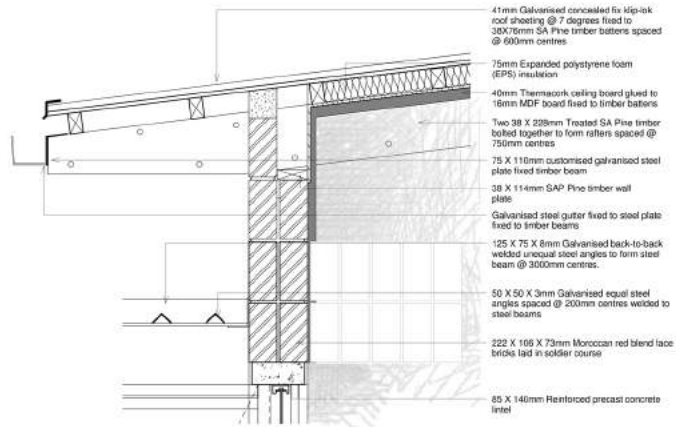 41mm Galvanised concealed fix klip-lok
roof sheeting @ 7 degrees fixed to
38X76mm SA Pine timber battens spaced
@ 600mm centres
75mm Expanded polystyrene foam
(EPS) insulation
40mm Thermacork ceiling board glued to
16mm MDF board fixed to timber battens
Two 38 X 228mm Treated SA Pine timber
bolted together to form rafters spaced @
750mm centres
75 X 110mm customised galvanised steel
plate fixed timber beam
38 X 114mm SAP Pine timber wall
plate
Galvanised steel gutter fixed to steel plate
fixed to timber beams
125 X 75 X 8mm Galvanised back-to-back
welded unequal steel angles to form steel
beam @ 3000mm centres.
50 X 50 X 3mm Galvanised equal steel
angles spaced @ 200mm centres welded to
steel beams
222 X 106 X 73mm Moroccan red blend face
bricks laid in soldier course
85 X 140mm Reinforced precast concrete
lintel